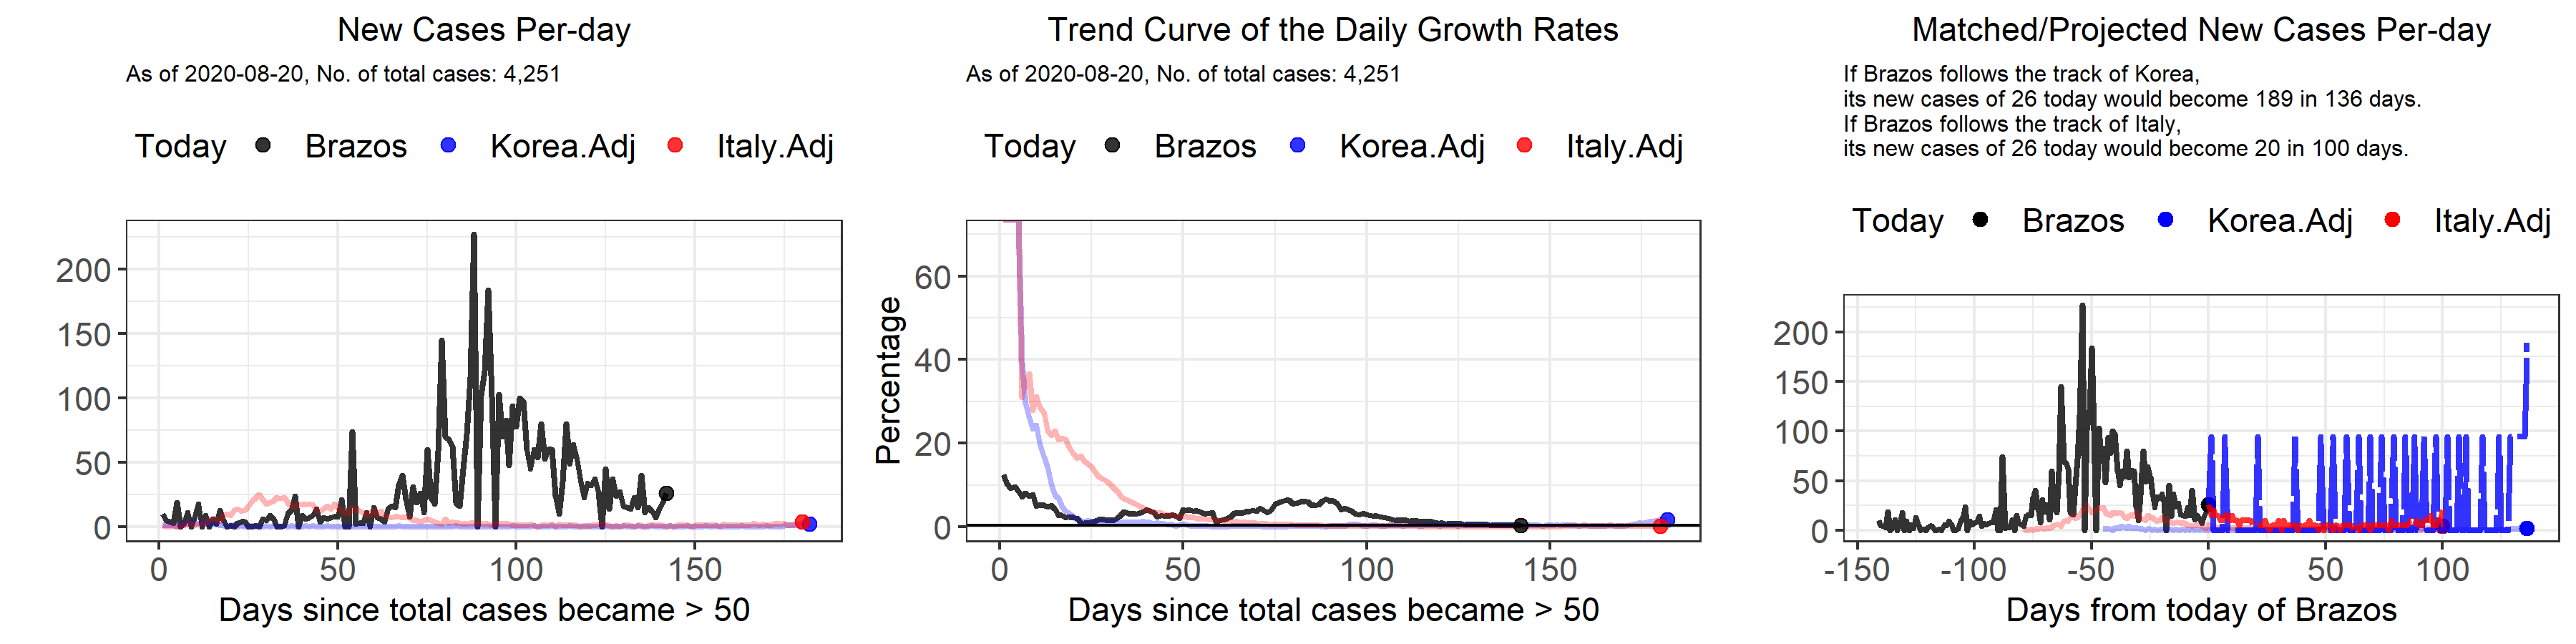 New Cases Per-day
As of 2020-08-20, No. of total cases: 4,251
Today Brazos Korea.Adj Italy.Adj
200
150
100
50
0
0 50 100 150
Days since total cases became > 50
Trend Curve of the Daily Growth Rates
As of 2020-08-20, No. of total cases: 4,251
Today Brazos Korea.Adj Italy.Adj
Percentage
60
40
20
0
0 50 100 150
Days since total cases became > 50
Matched/Projected New Cases Per-day
If Brazos follows the track of Korea,
its new cases of 26 today would become 189 in 136 days.
If Brazos follows the track of Italy,
its new cases of 26 today would become 20 in 100 days.
Today Brazos Korea.Adj Italy.Adj
200
150
100
50
0
-150 -100 -50 0 50 100
Days from today of Brazos